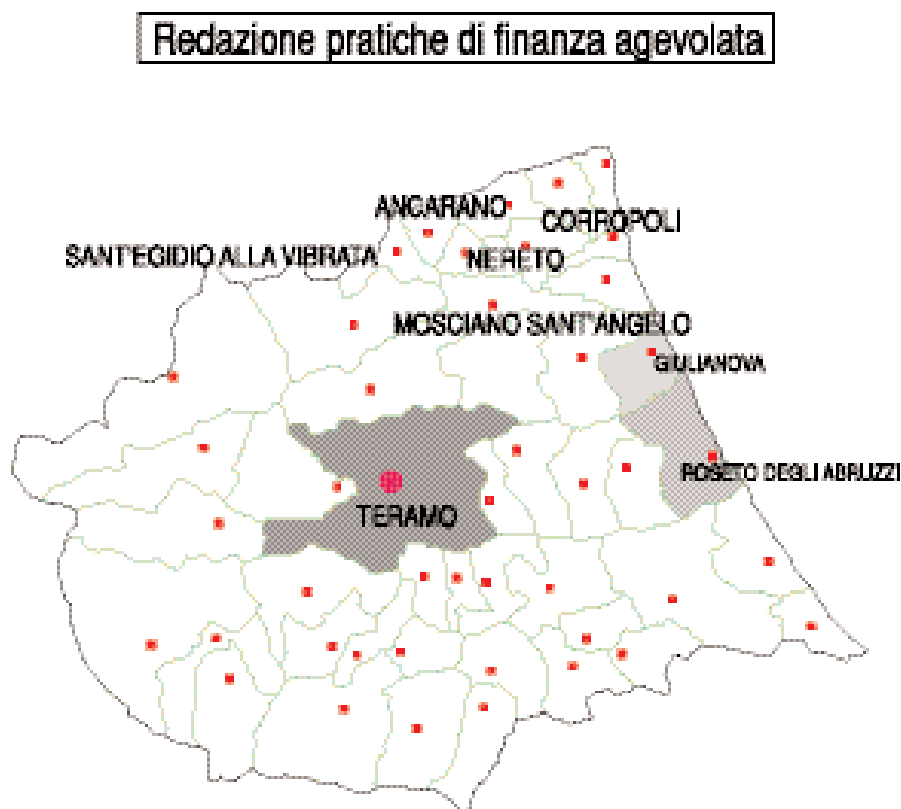 Redazione pratiche di finanza agevolata
ANCARANO
CORROPOLI
SANT'EGIDIO ALLA VIBRATA
NERETO
MOSCIANO SANT'ANGELO
GIULIANOVA
ROSETO DEGLI ABRUZZI
TERAMO